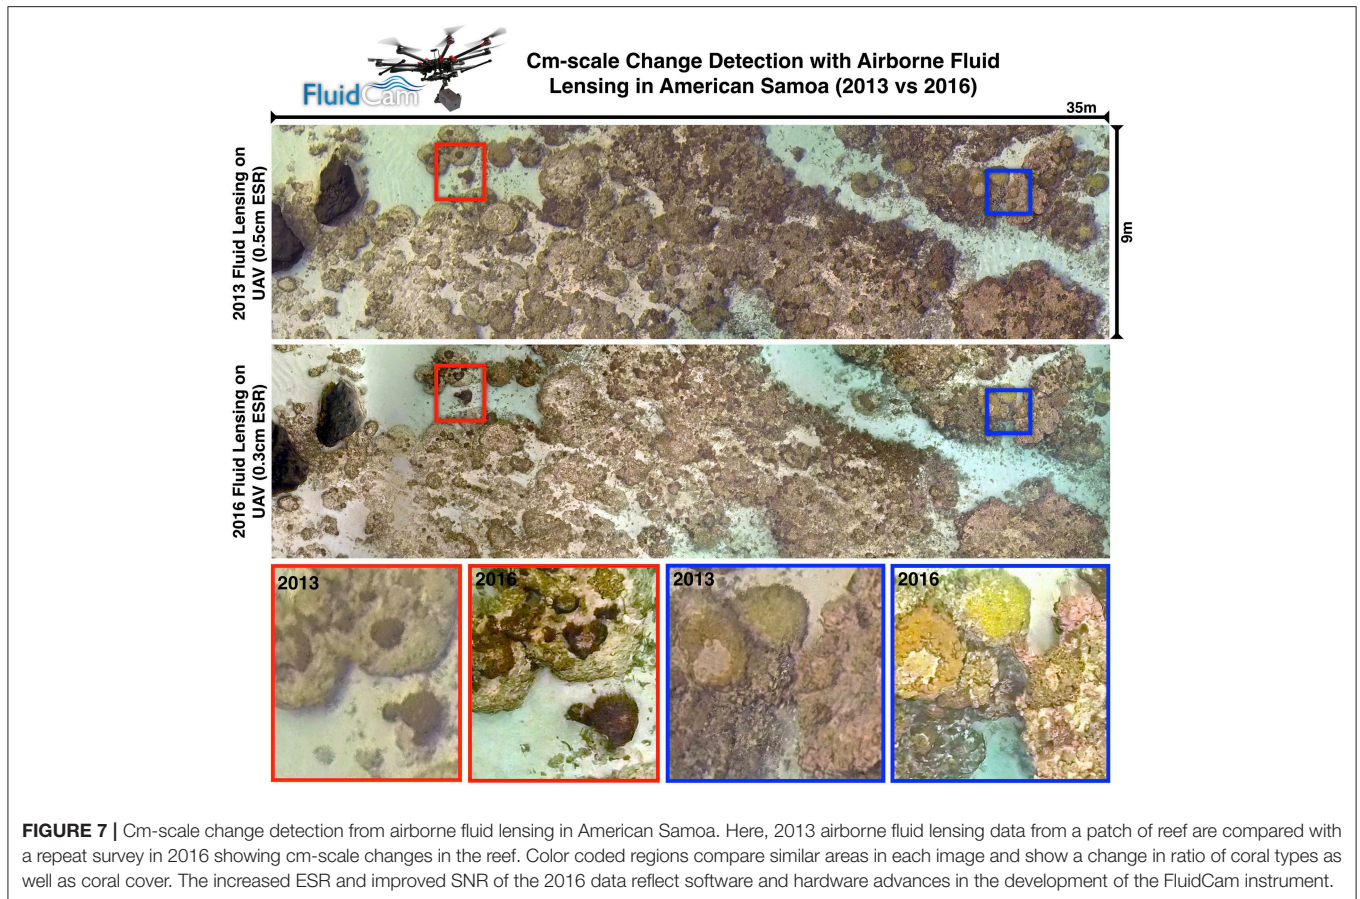 FluidCam
Cm-scale Change Detection with Airborne Fluid
Lensing in American Samoa (2013 vs 2016)
35m
2013 Fluid Lensing on
UAV (0.5cm ESR)
9m
2016 Fluid Lensing on
UAV (0.3cm ESR)
2013
2016
2013
2016
FIGURE 7 | Cm-scale change detection from airborne fluid lensing in American Samoa. Here, 2013 airborne fluid lensing data from a patch of reef are compared with
a repeat survey in 2016 showing cm-scale changes in the reef. Color coded regions compare similar areas in each image and show a change in ratio of coral types as
well as coral cover. The increased ESR and improved SNR of the 2016 data reflect software and hardware advances in the development of the FluidCam instrument.